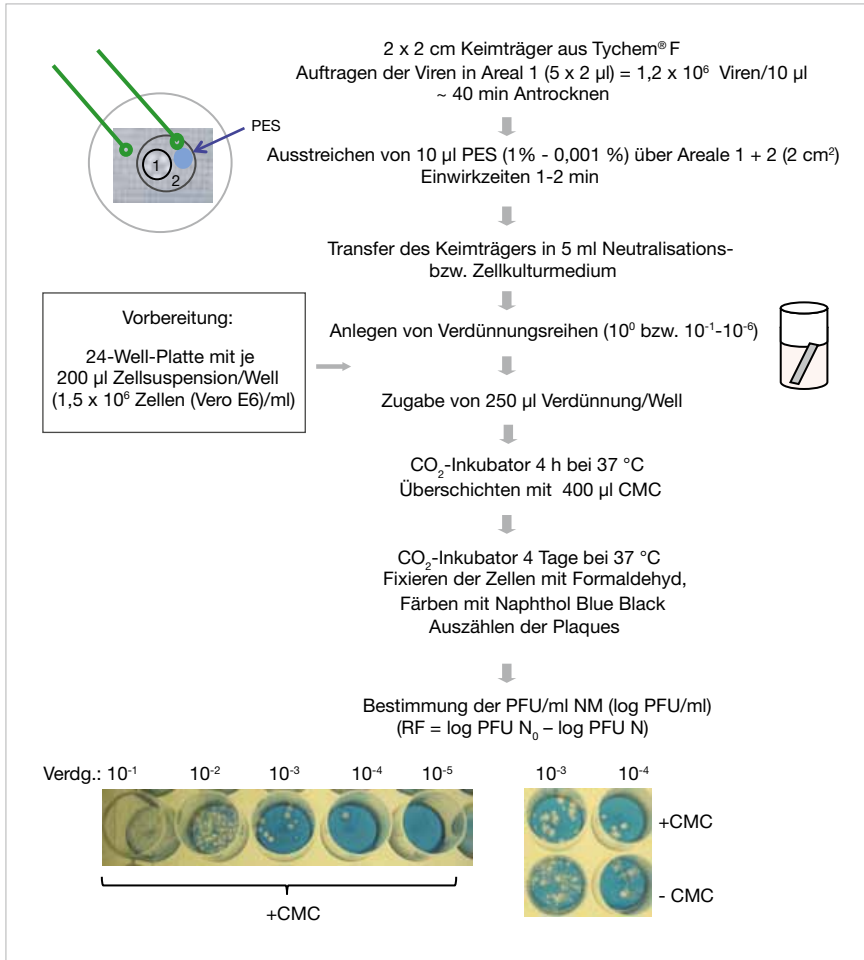 2 x 2 cm Keimträger aus Tychem® F
Auftragen der Viren in Areal 1 (5 x 2 µl) = 1,2 x 10⁶ Viren/10 µl
~ 40 min Antrocknen
PES
1
2
Ausstreichen von 10 µl PES (1% - 0,001 %) über Areale 1 + 2 (2 cm²)
Einwirkzeiten 1-2 min
Transfer des Keimträgers in 5 ml Neutralisations-
bzw. Zellkulturmedium
Vorbereitung:
24-Well-Platte mit je
200 µl Zellsuspension/Well
(1,5 x 10⁶ Zellen (Vero E6)/ml)
Anlegen von Verdünnungsreihen (10⁰ bzw. 10⁻¹-10⁻⁶)
Zugabe von 250 µl Verdünnung/Well
CO₂-Inkubator 4 h bei 37 °C
Überschichten mit 400 µl CMC
CO₂-Inkubator 4 Tage bei 37 °C
Fixieren der Zellen mit Formaldehyd,
Färben mit Naphthol Blue Black
Auszählen der Plaques
Bestimmung der PFU/ml NM (log PFU/ml)
(RF = log PFU N₀ – log PFU N)
Verdg.: 10⁻¹ 10⁻² 10⁻³ 10⁻⁴ 10⁻⁵
+CMC
10⁻³ 10⁻⁴
+CMC
- CMC